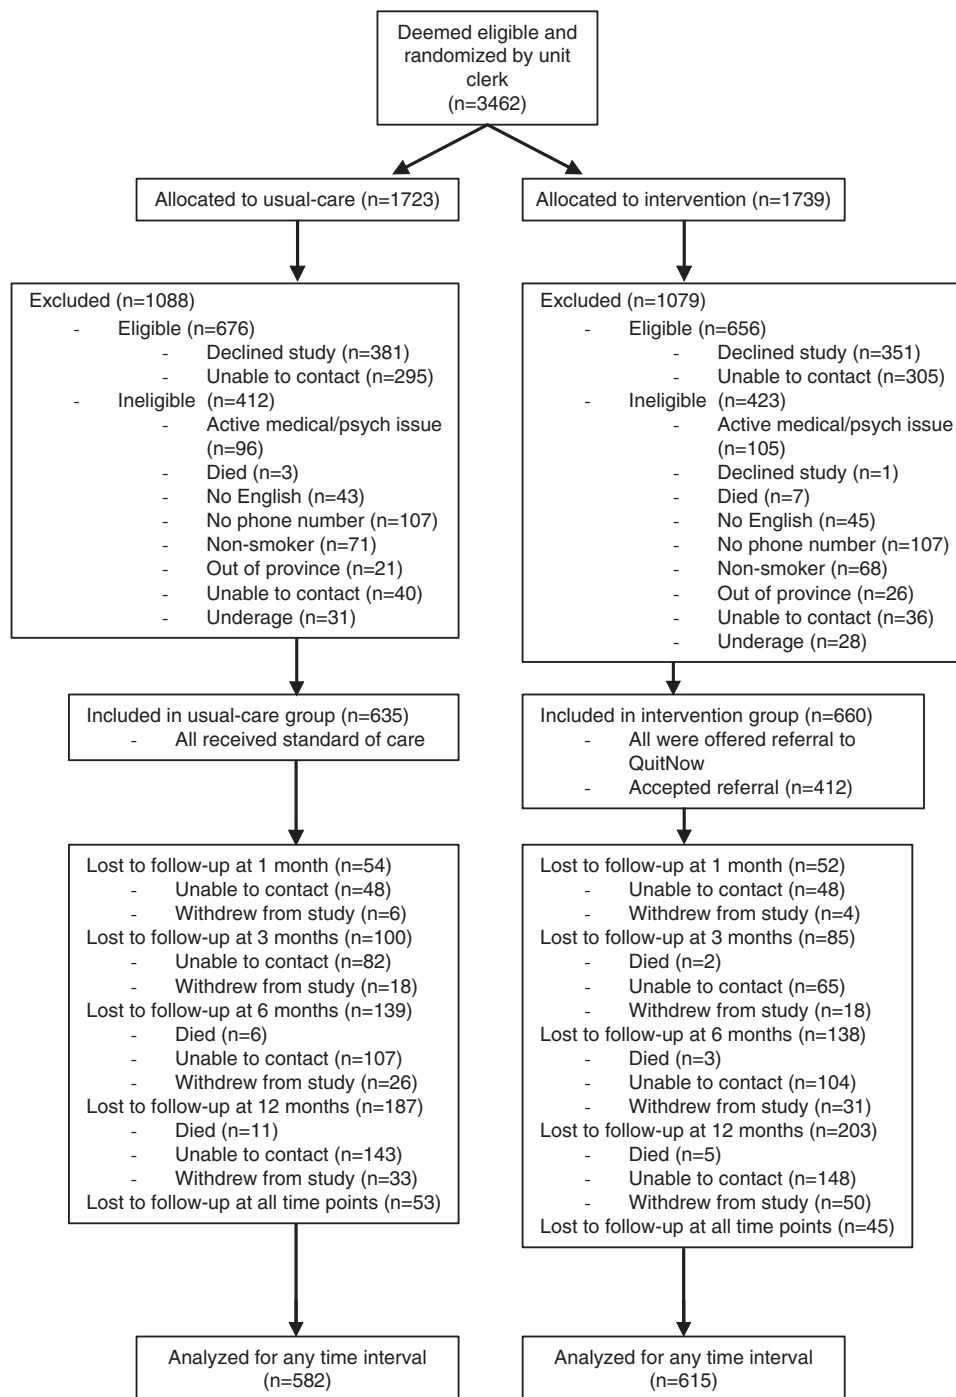 Deemed eligible and
randomized by unit
clerk
(n=3462)
Allocated to usual-care (n=1723)
Allocated to intervention (n=1739)
Excluded (n=1088)
- Eligible (n=676)
- Declined study (n=381)
- Unable to contact (n=295)
- Ineligible (n=412)
- Active medical/psych issue
(n=96)
- Died (n=3)
- No English (n=43)
- No phone number (n=107)
- Non-smoker (n=71)
- Out of province (n=21)
- Unable to contact (n=40)
- Underage (n=31)
Excluded (n=1079)
- Eligible (n=656)
- Declined study (n=351)
- Unable to contact (n=305)
- Ineligible (n=423)
- Active medical/psych issue
(n=105)
- Declined study (n=1)
- Died (n=7)
- No English (n=45)
- No phone number (n=107)
- Non-smoker (n=68)
- Out of province (n=26)
- Unable to contact (n=36)
- Underage (n=28)
Included in usual-care group (n=635)
- All received standard of care
Included in intervention group (n=660)
- All were offered referral to
QuitNow
- Accepted referral (n=412)
Lost to follow-up at 1 month (n=54)
- Unable to contact (n=48)
- Withdrew from study (n=6)
Lost to follow-up at 3 months (n=100)
- Unable to contact (n=82)
- Withdrew from study (n=18)
Lost to follow-up at 6 months (n=139)
- Died (n=6)
- Unable to contact (n=107)
- Withdrew from study (n=26)
Lost to follow-up at 12 months (n=187)
- Died (n=11)
- Unable to contact (n=143)
- Withdrew from study (n=33)
Lost to follow-up at all time points (n=53)
Lost to follow-up at 1 month (n=52)
- Unable to contact (n=48)
- Withdrew from study (n=4)
Lost to follow-up at 3 months (n=85)
- Died (n=2)
- Unable to contact (n=65)
- Withdrew from study (n=18)
Lost to follow-up at 6 months (n=138)
- Died (n=3)
- Unable to contact (n=104)
- Withdrew from study (n=31)
Lost to follow-up at 12 months (n=203)
- Died (n=5)
- Unable to contact (n=148)
- Withdrew from study (n=50)
Lost to follow-up at all time points (n=45)
Analyzed for any time interval
(n=582)
Analyzed for any time interval
(n=615)